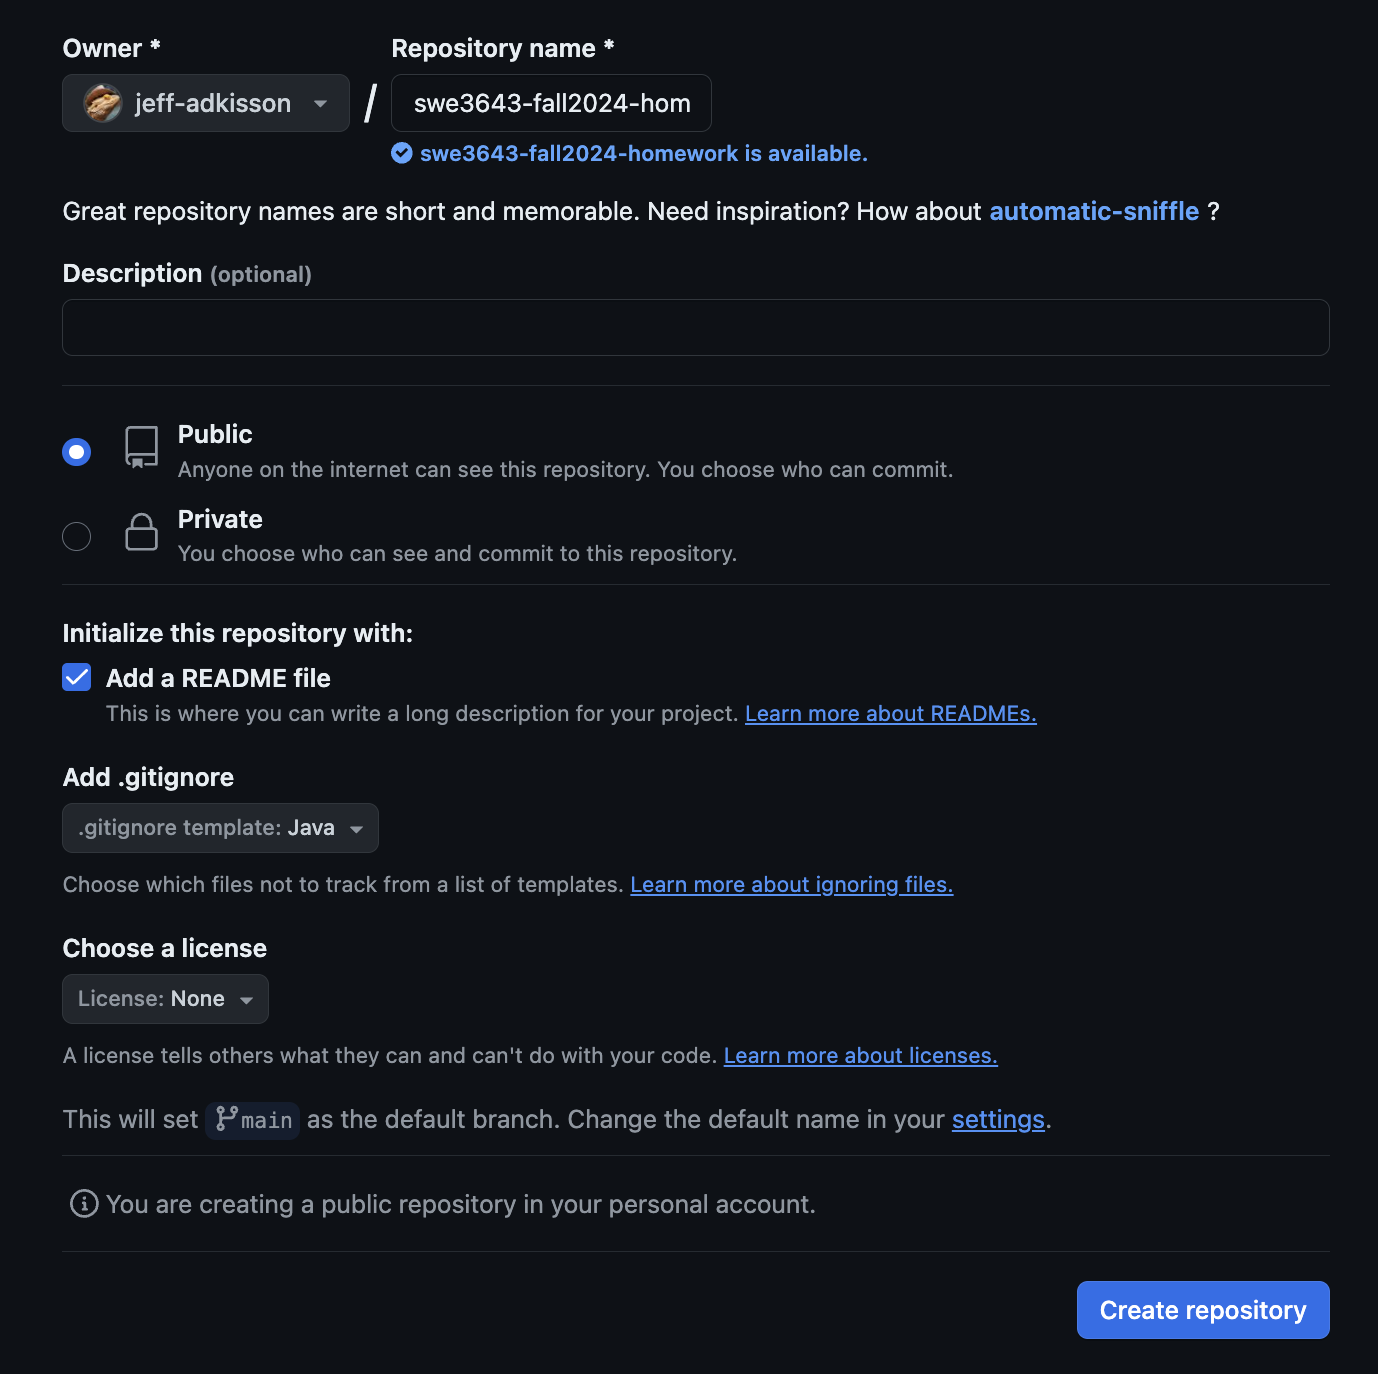 Owner *
Repository name *
jeff-adkisson
/
swe3643-fall2024-hom
swe3643-fall2024-homework is available.
Great repository names are short and memorable. Need inspiration? How about automatic-sniffle ?
Description (optional)
Public
Anyone on the internet can see this repository. You choose who can commit.
Private
You choose who can see and commit to this repository.
Initialize this repository with:
Add a README file
This is where you can write a long description for your project. Learn more about READMEs.
Add .gitignore
.gitignore template: Java
Choose which files not to track from a list of templates. Learn more about ignoring files.
Choose a license
License: None
A license tells others what they can and can't do with your code. Learn more about licenses.
This will set main as the default branch. Change the default name in your settings.
You are creating a public repository in your personal account.
Create repository